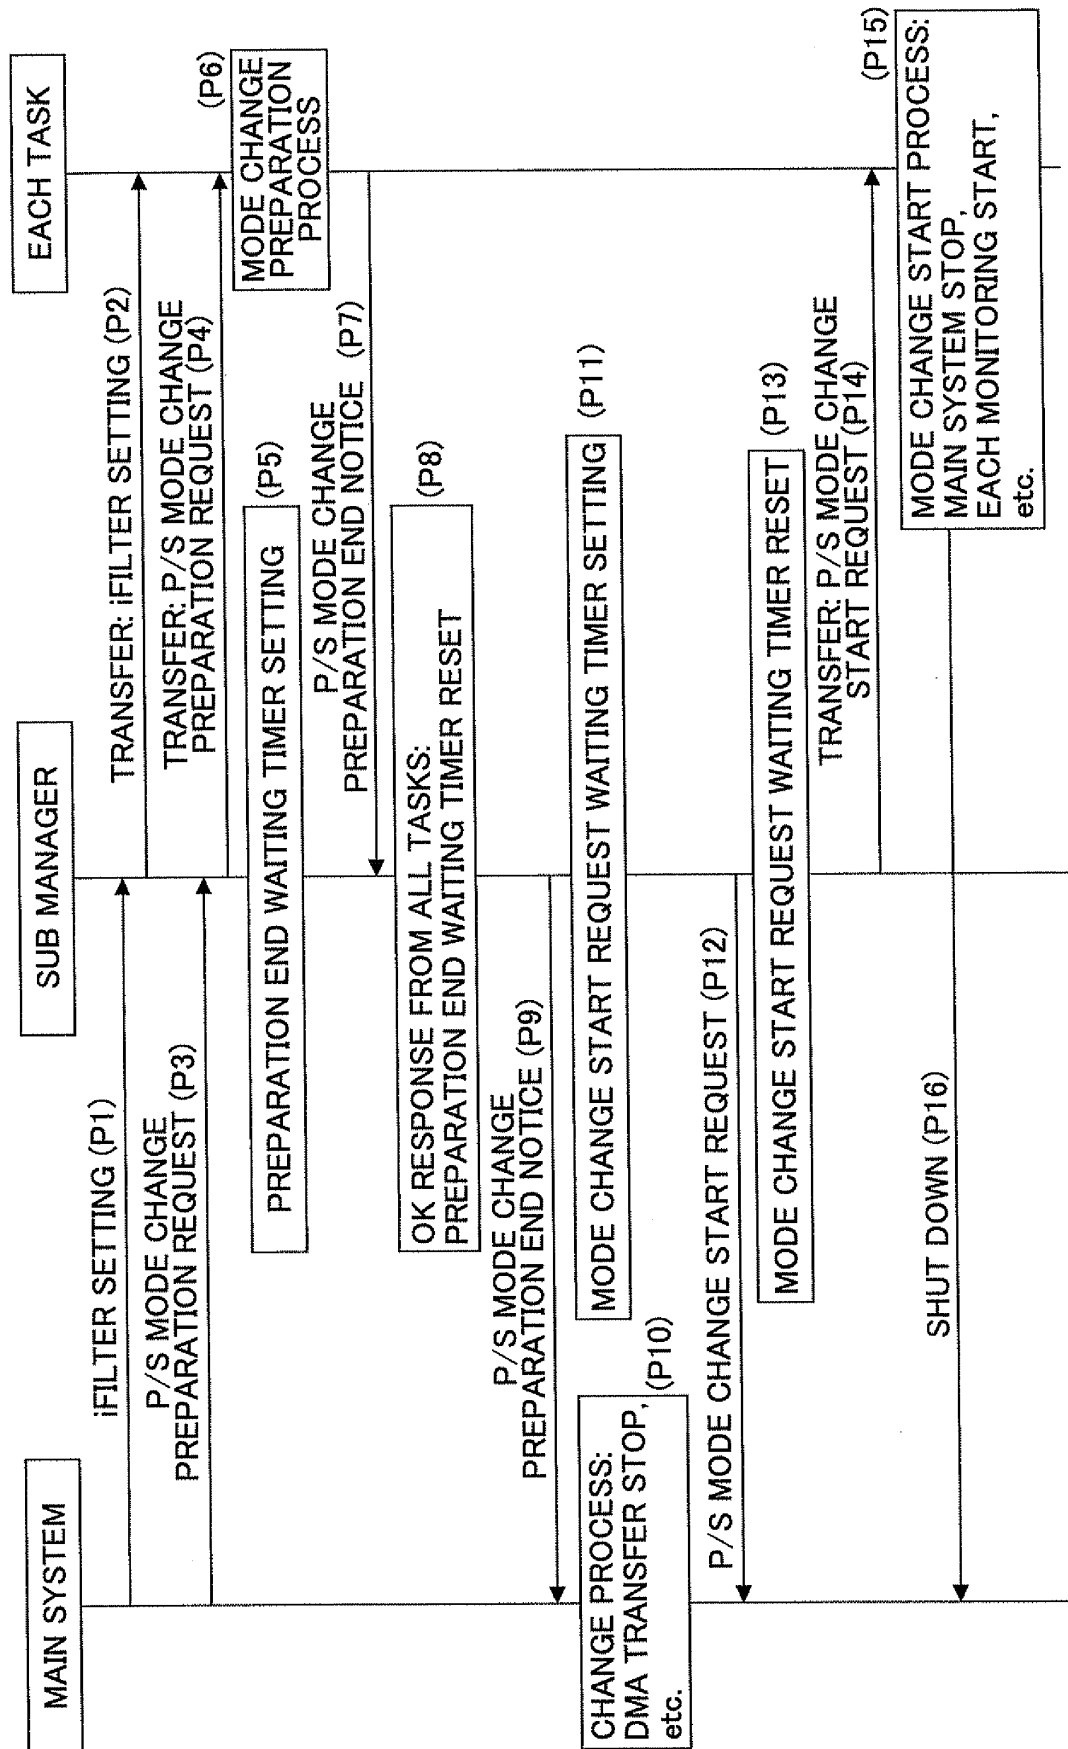 MAIN SYSTEM
SUB MANAGER
EACH TASK
iFILTER SETTING (P1)
TRANSFER: iFILTER SETTING (P2)
P/S MODE CHANGE
PREPARATION REQUEST (P3)
TRANSFER: P/S MODE CHANGE
PREPARATION REQUEST (P4)
PREPARATION END WAITING TIMER SETTING
(P5)
(P6)
MODE CHANGE
PREPARATION
PROCESS
P/S MODE CHANGE
PREPARATION END NOTICE (P7)
OK RESPONSE FROM ALL TASKS:
PREPARATION END WAITING TIMER RESET
(P8)
P/S MODE CHANGE
PREPARATION END NOTICE (P9)
CHANGE PROCESS:
DMA TRANSFER STOP,
etc.
(P10)
MODE CHANGE START REQUEST WAITING TIMER SETTING
(P11)
P/S MODE CHANGE START REQUEST (P12)
MODE CHANGE START REQUEST WAITING TIMER RESET
(P13)
TRANSFER: P/S MODE CHANGE
START REQUEST (P14)
(P15)
MODE CHANGE START PROCESS:
MAIN SYSTEM STOP,
EACH MONITORING START,
etc.
SHUT DOWN (P16)